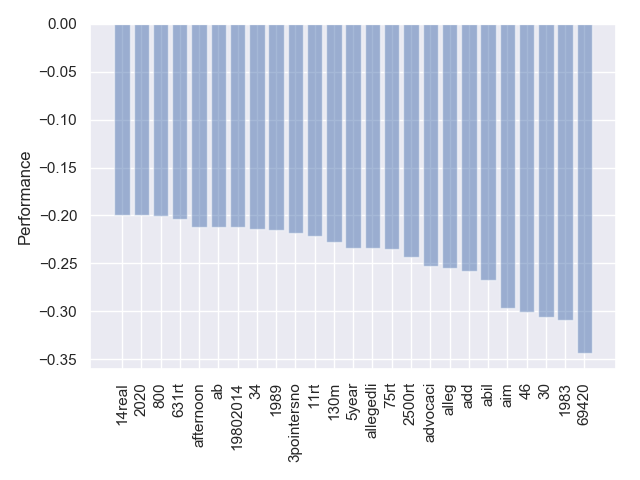 0.00
−0.05
−0.10
−0.15
−0.20
−0.25
−0.30
−0.35
Performance
14real
2020
800
631rt
afternoon
ab
19802014
34
1989
3pointersno
11rt
130m
5year
allegedli
75rt
2500rt
advocaci
alleg
add
abil
aim
46
30
1983
69420